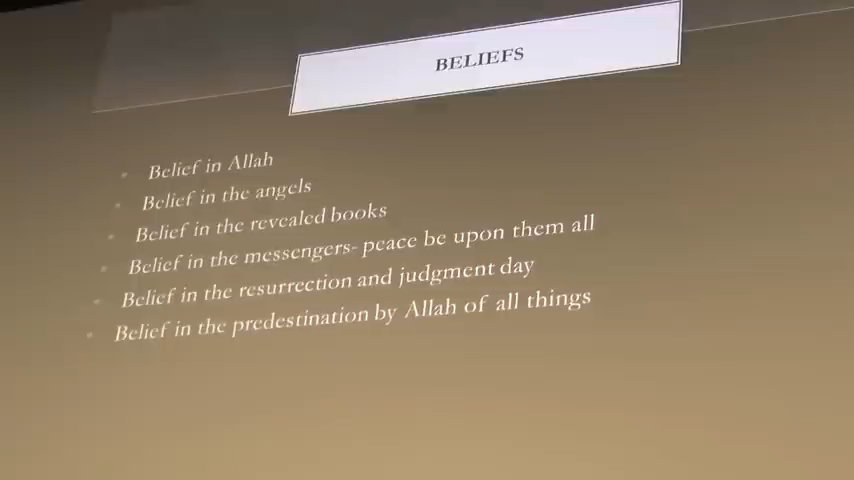 BELIEFS
Belief in Allah
Belief in the angels
Belief in the revealed books
Belief in the messengers- peace be upon them all
Belief in the resurrection and judgment day
Belief in the predestination by Allah of all things